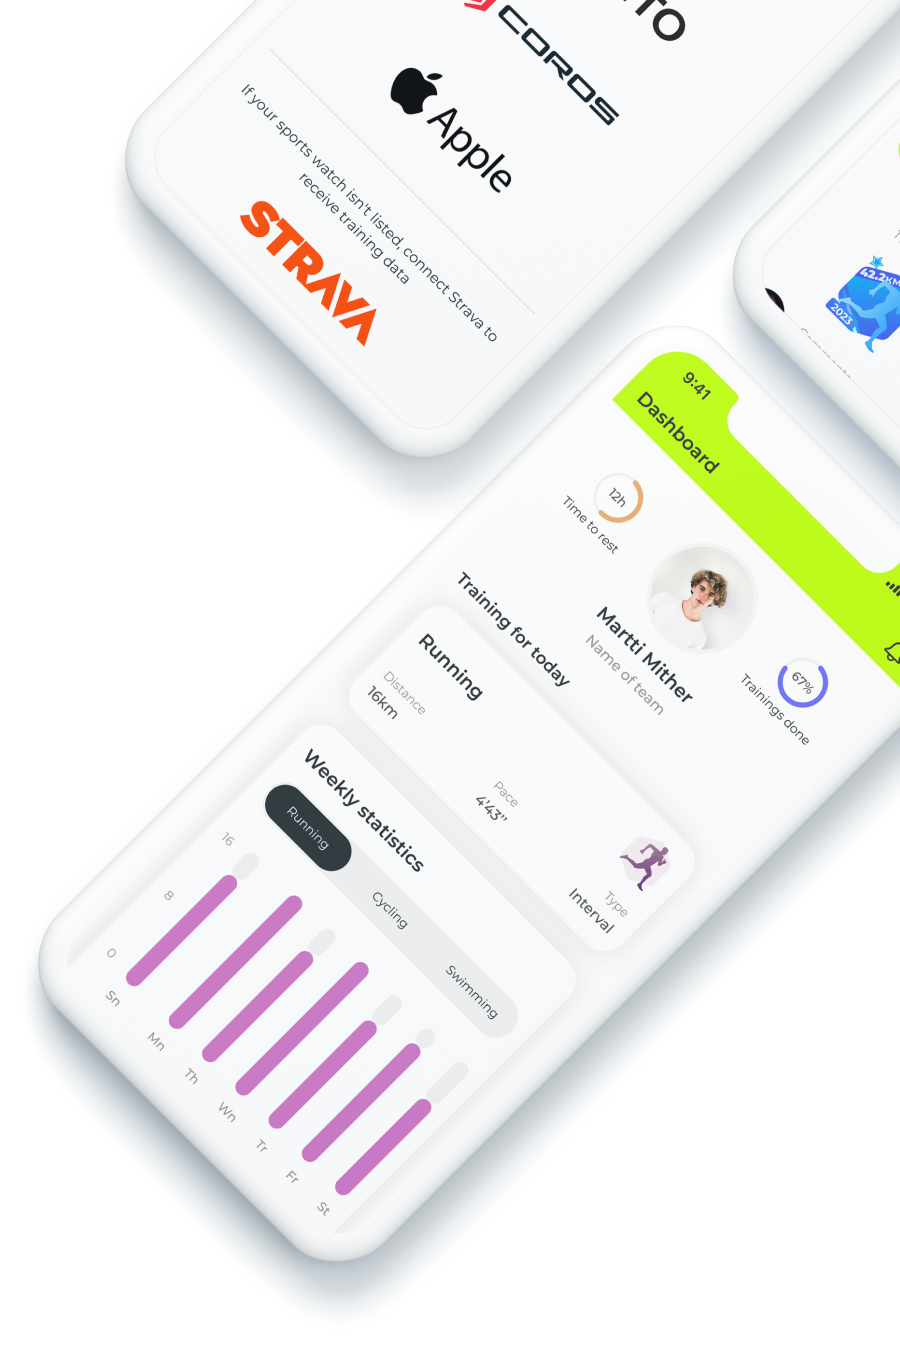 TO
COROS
Apple
If your sports watch isn't listed, connect Strava to
receive training data
STRAVA
42.2KM
2023
9:41
Dashboard
12h
Time to rest
Martti Mither
Name of team
67%
Trainings done
Training for today
Running
Distance
16km
Pace
4'43''
Type
Interval
Weekly statistics
Running
Cycling
Swimming
16
8
0
Sn
Mn
Th
Wn
Tr
Fr
St